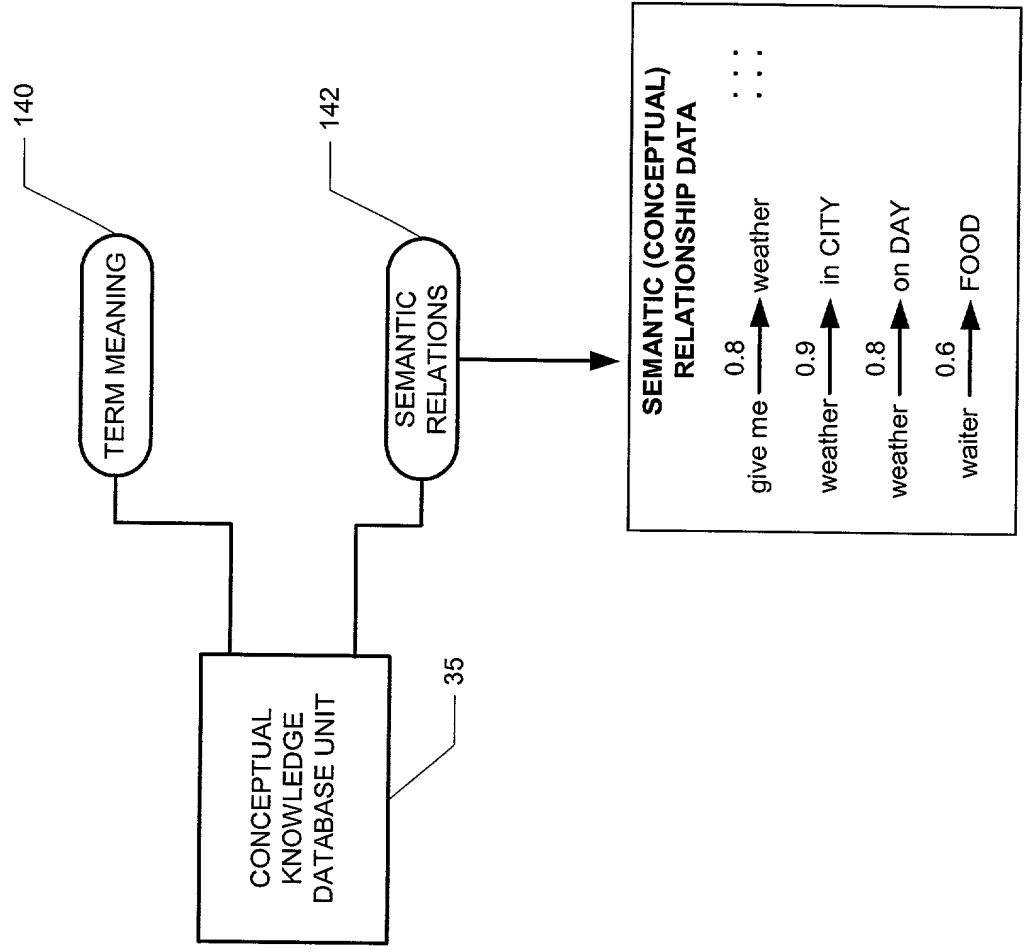 CONCEPTUAL
KNOWLEDGE
DATABASE UNIT
35
TERM MEANING
140
SEMANTIC
RELATIONS
142
SEMANTIC (CONCEPTUAL)
RELATIONSHIP DATA
0.8
give me weather . . .
. . .
0.9
weather in CITY
0.8
weather on DAY
0.6
waiter FOOD